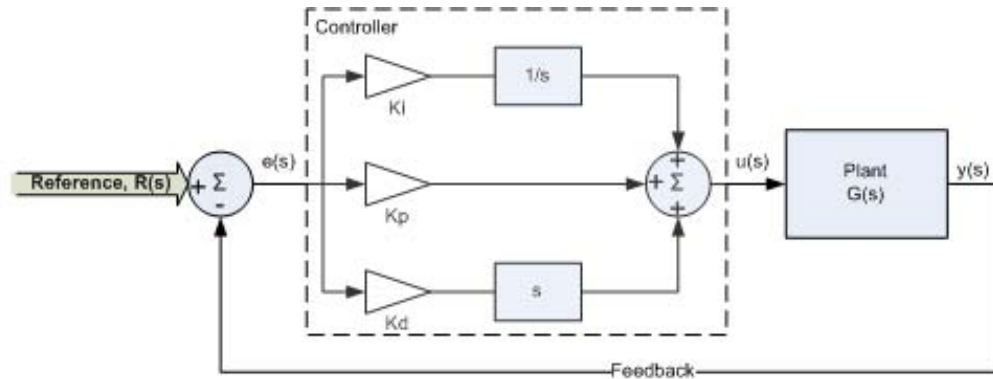 Controller
1/s
Ki
e(s)
Reference, R(s)
+ Σ
-
Kp
+
+ Σ
+
u(s)
Plant
G(s)
y(s)
s
Kd
Feedback